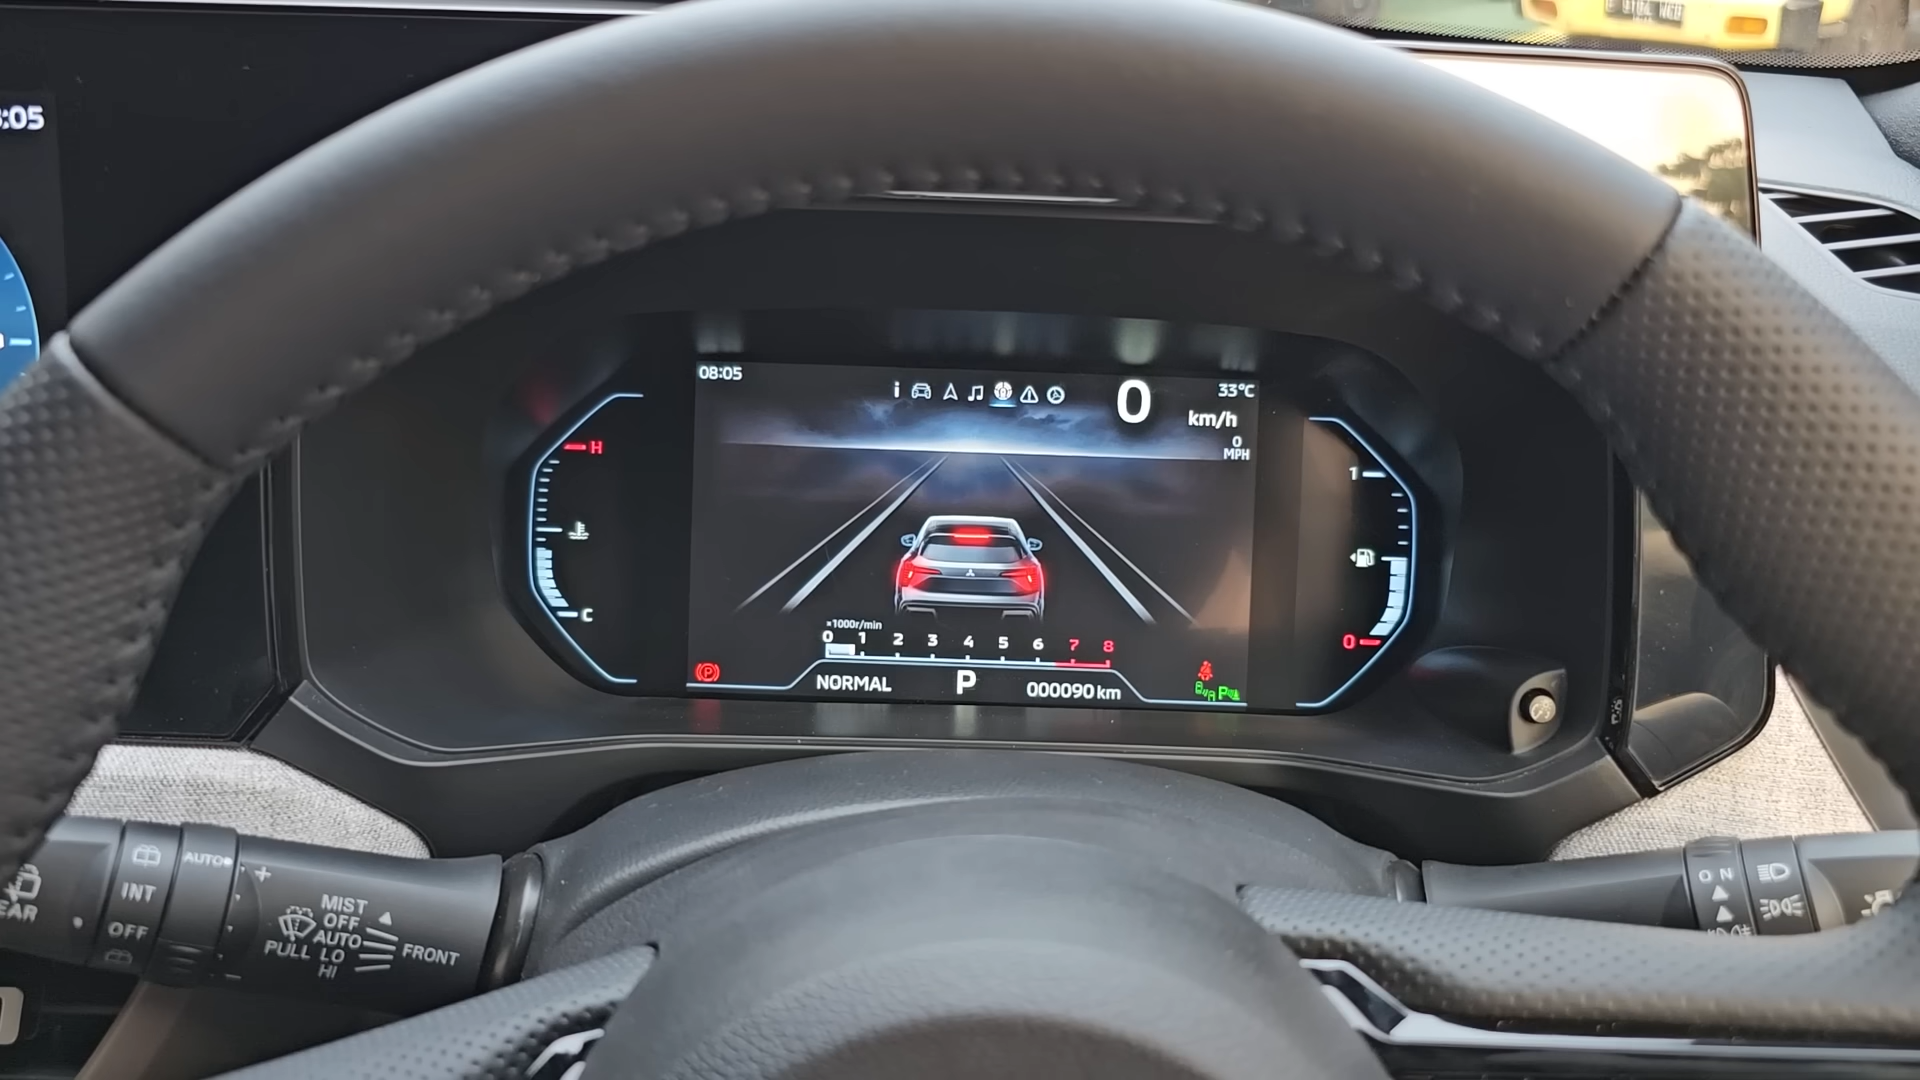 :05
08:05
0
km/h
33°C
0
MPH
H
C
1
0
×1000r/min
0 1 2 3 4 5 6 7 8
P
NORMAL
P
000090 km
P
INT
OFF
AUTO
MIST
OFF
AUTO
PULL LO
HI
FRONT
EAR
ON